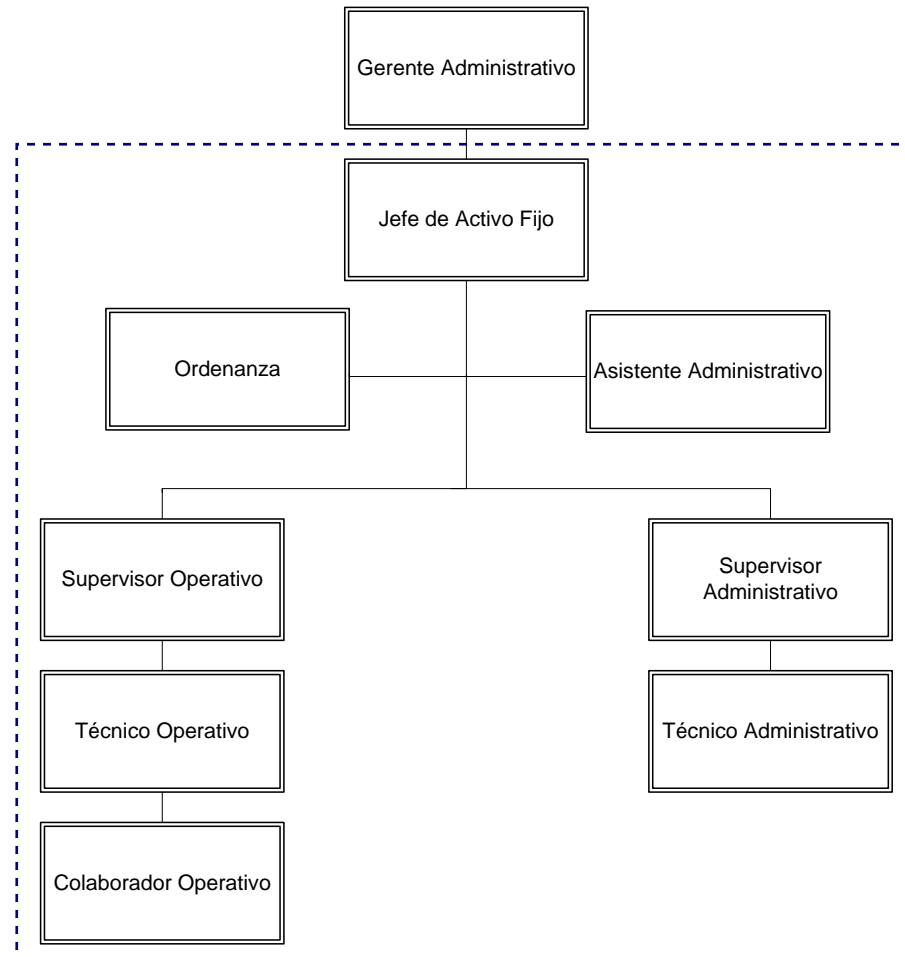 Gerente Administrativo
Jefe de Activo Fijo
Ordenanza
Asistente Administrativo
Supervisor Operativo
Supervisor
Administrativo
Técnico Operativo
Técnico Administrativo
Colaborador Operativo